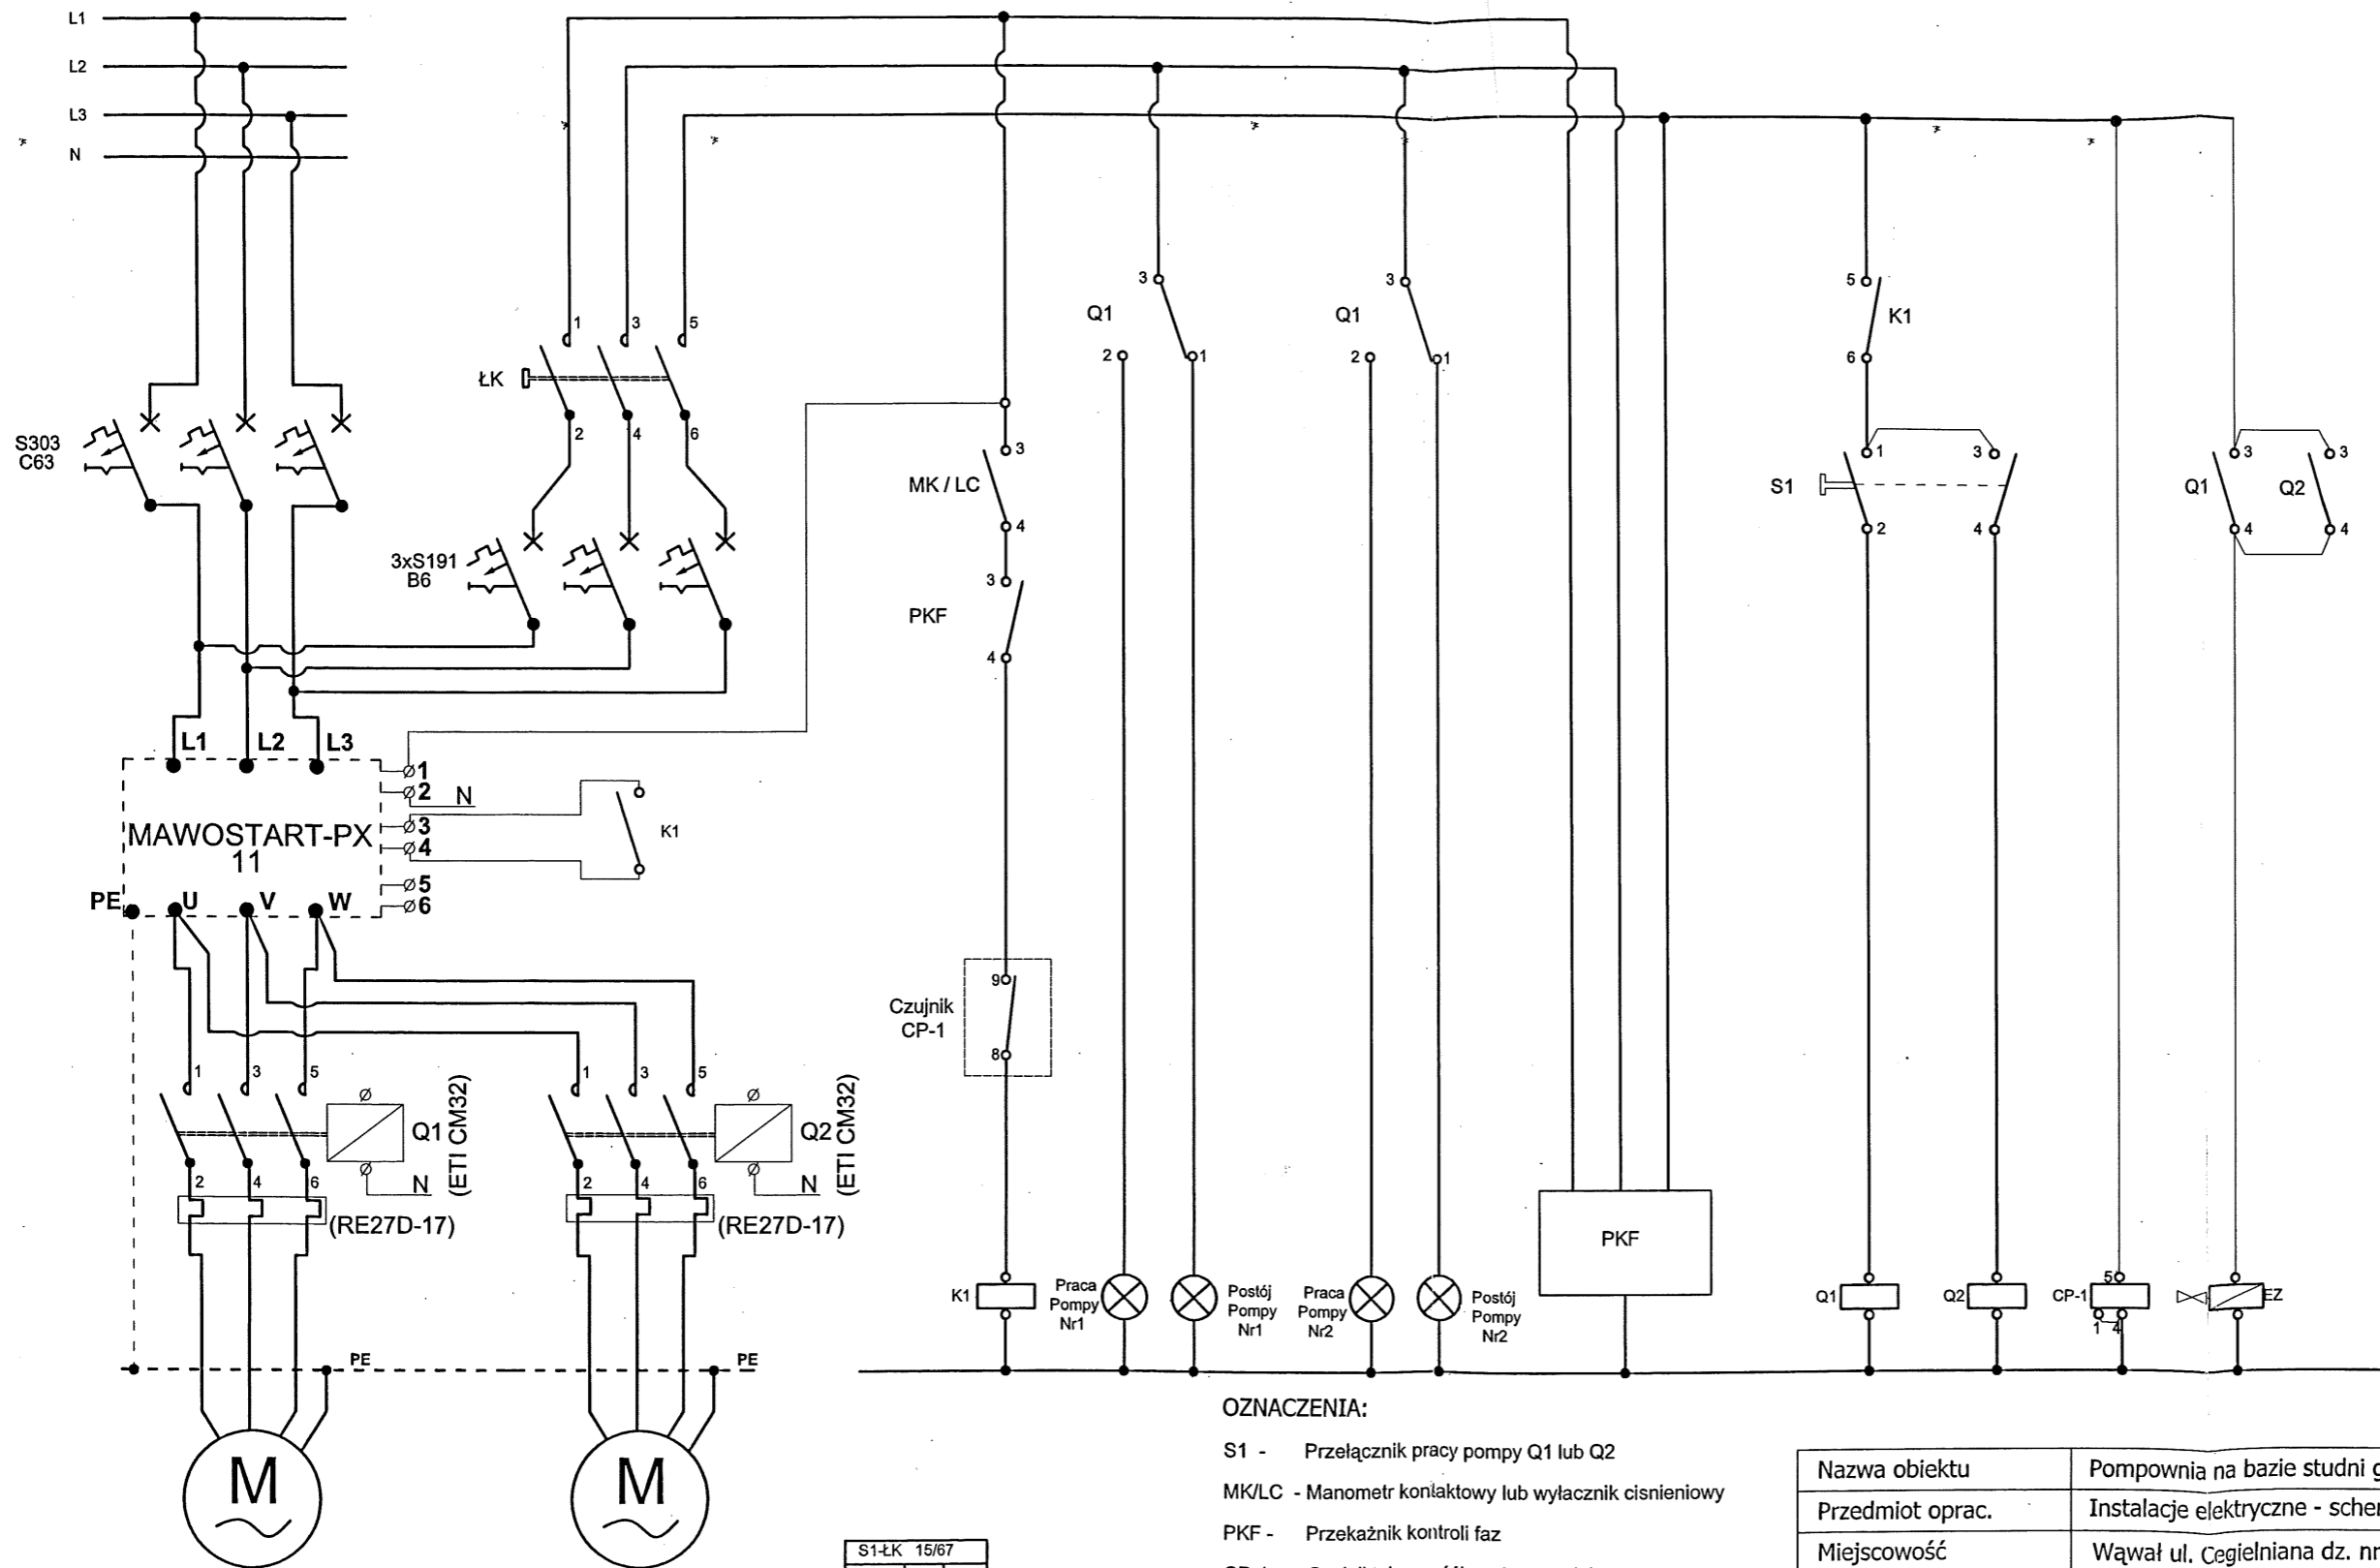 L1
L2
L3
N
1
3
5
ŁK
2
4
6
S303
C63
3xS191
B6
L1
L2
L3
1
2
N
3
4
5
6
MAWOSTART-PX
11
K1
PE
U
V
W
1
3
5
Q1
(ETI CM32)
2
4
6
N
(RE27D-17)
1
3
5
Q2
(ETI CM32)
2
4
6
N
(RE27D-17)
PE
PE
M
M
3
MK / LC
4
3
PKF
4
9
Czujnik
CP-1
8
K1
3
Q1
2
1
Praca
Pompy
Nr1
Postój
Pompy
Nr1
3
Q1
2
1
Praca
Pompy
Nr2
Postój
Pompy
Nr2
PKF
5
K1
6
1
3
S1
2
4
Q1
Q2
CP-1
5
1
4
3
3
Q1
Q2
4
4
EZ
OZNACZENIA:
S1 - Przełącznik pracy pompy Q1 lub Q2
MK/LC - Manometr kontaktowy lub wyłacznik cisnieniowy
PKF - Przekażnik kontroli faz
S1-ŁK 15/67
Nazwa obiektu
Pompownia na bazie studni g
Przedmiot oprac.
Instalacje elektryczne - scher
Miejscowość
Wąwał ul. Cegielniana dz. nr